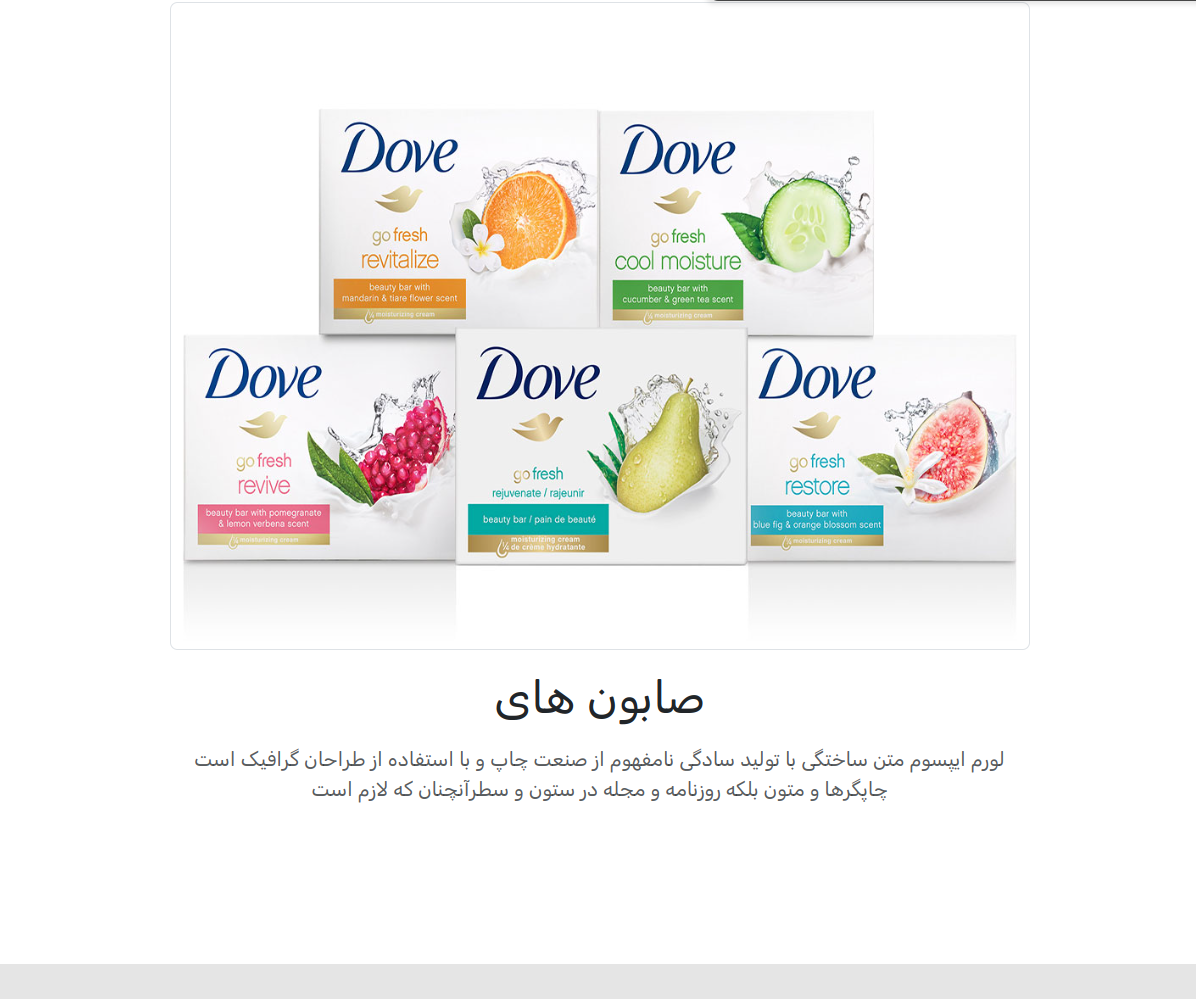 Dove
go fresh
revitalize
beauty bar with
mandarin & tiare flower scent
¼ moisturizing cream
Dove
go fresh
cool moisture
beauty bar with
cucumber & green tea scent
¼ moisturizing cream
Dove
go fresh
revive
beauty bar with pomegranate
& lemon verbena scent
¼ moisturizing cream
Dove
go fresh
rejuvenate / rajeunir
beauty bar / pain de beauté
¼ moisturizing cream
de crème hydratante
Dove
go fresh
restore
beauty bar with
blue fig & orange blossom scent
¼ moisturizing cream
صابون های
لورم ایپسوم متن ساختگی با تولید سادگی نامفهوم از صنعت چاپ و با استفاده از طراحان گرافیک است
چاپگرها و متون بلکه روزنامه و مجله در ستون و سطرآنچنان که لازم است